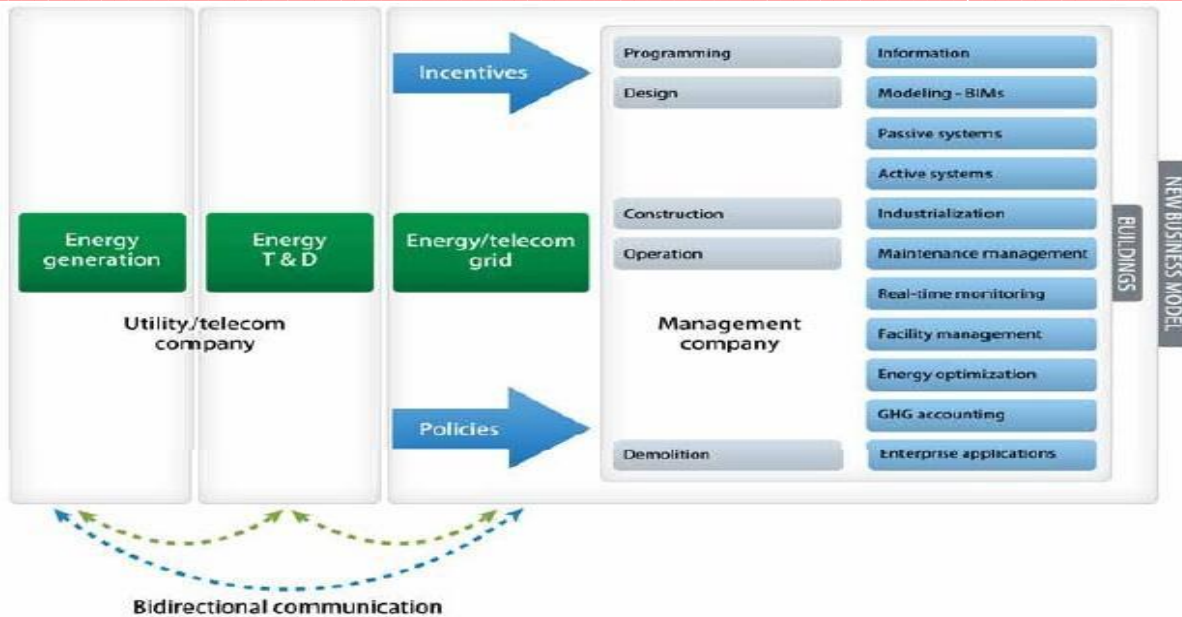 Incentives
Programming
Information
Design
Modeling - BIMs
Passive systems
Active systems
Energy
generation
Energy
T & D
Energy/telecom
grid
Construction
Industrialization
Operation
Maintenance management
Real-time monitoring
Utility/telecom
company
Management
company
Facility management
Energy optimization
Policies
GHG accounting
Demolition
Enterprise applications
BUILDINGS
NEW BUSINESS MODEL
Bidirectional communication